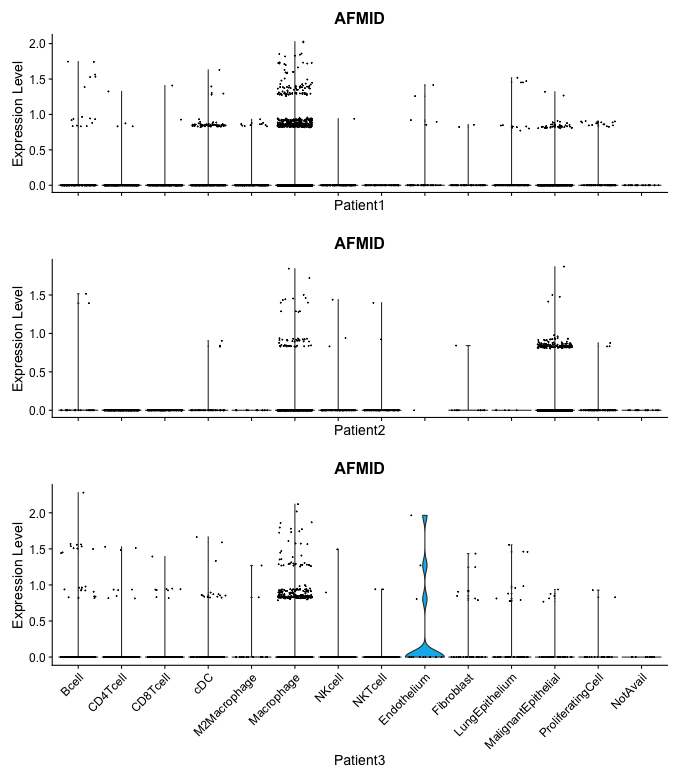 AFMID
Expression Level
2.0
1.5
1.0
0.5
0.0
Patient1
AFMID
Expression Level
1.5
1.0
0.5
0.0
Patient2
AFMID
Expression Level
2.0
1.5
1.0
0.5
0.0
Bcell
CD4Tcell
CD8Tcell
cDC
M2Macrophage
Macrophage
NKcell
NKTcell
Endothelium
Fibroblast
LungEpithelium
MalignantEpithelial
ProliferatingCell
NotAvail
Patient3